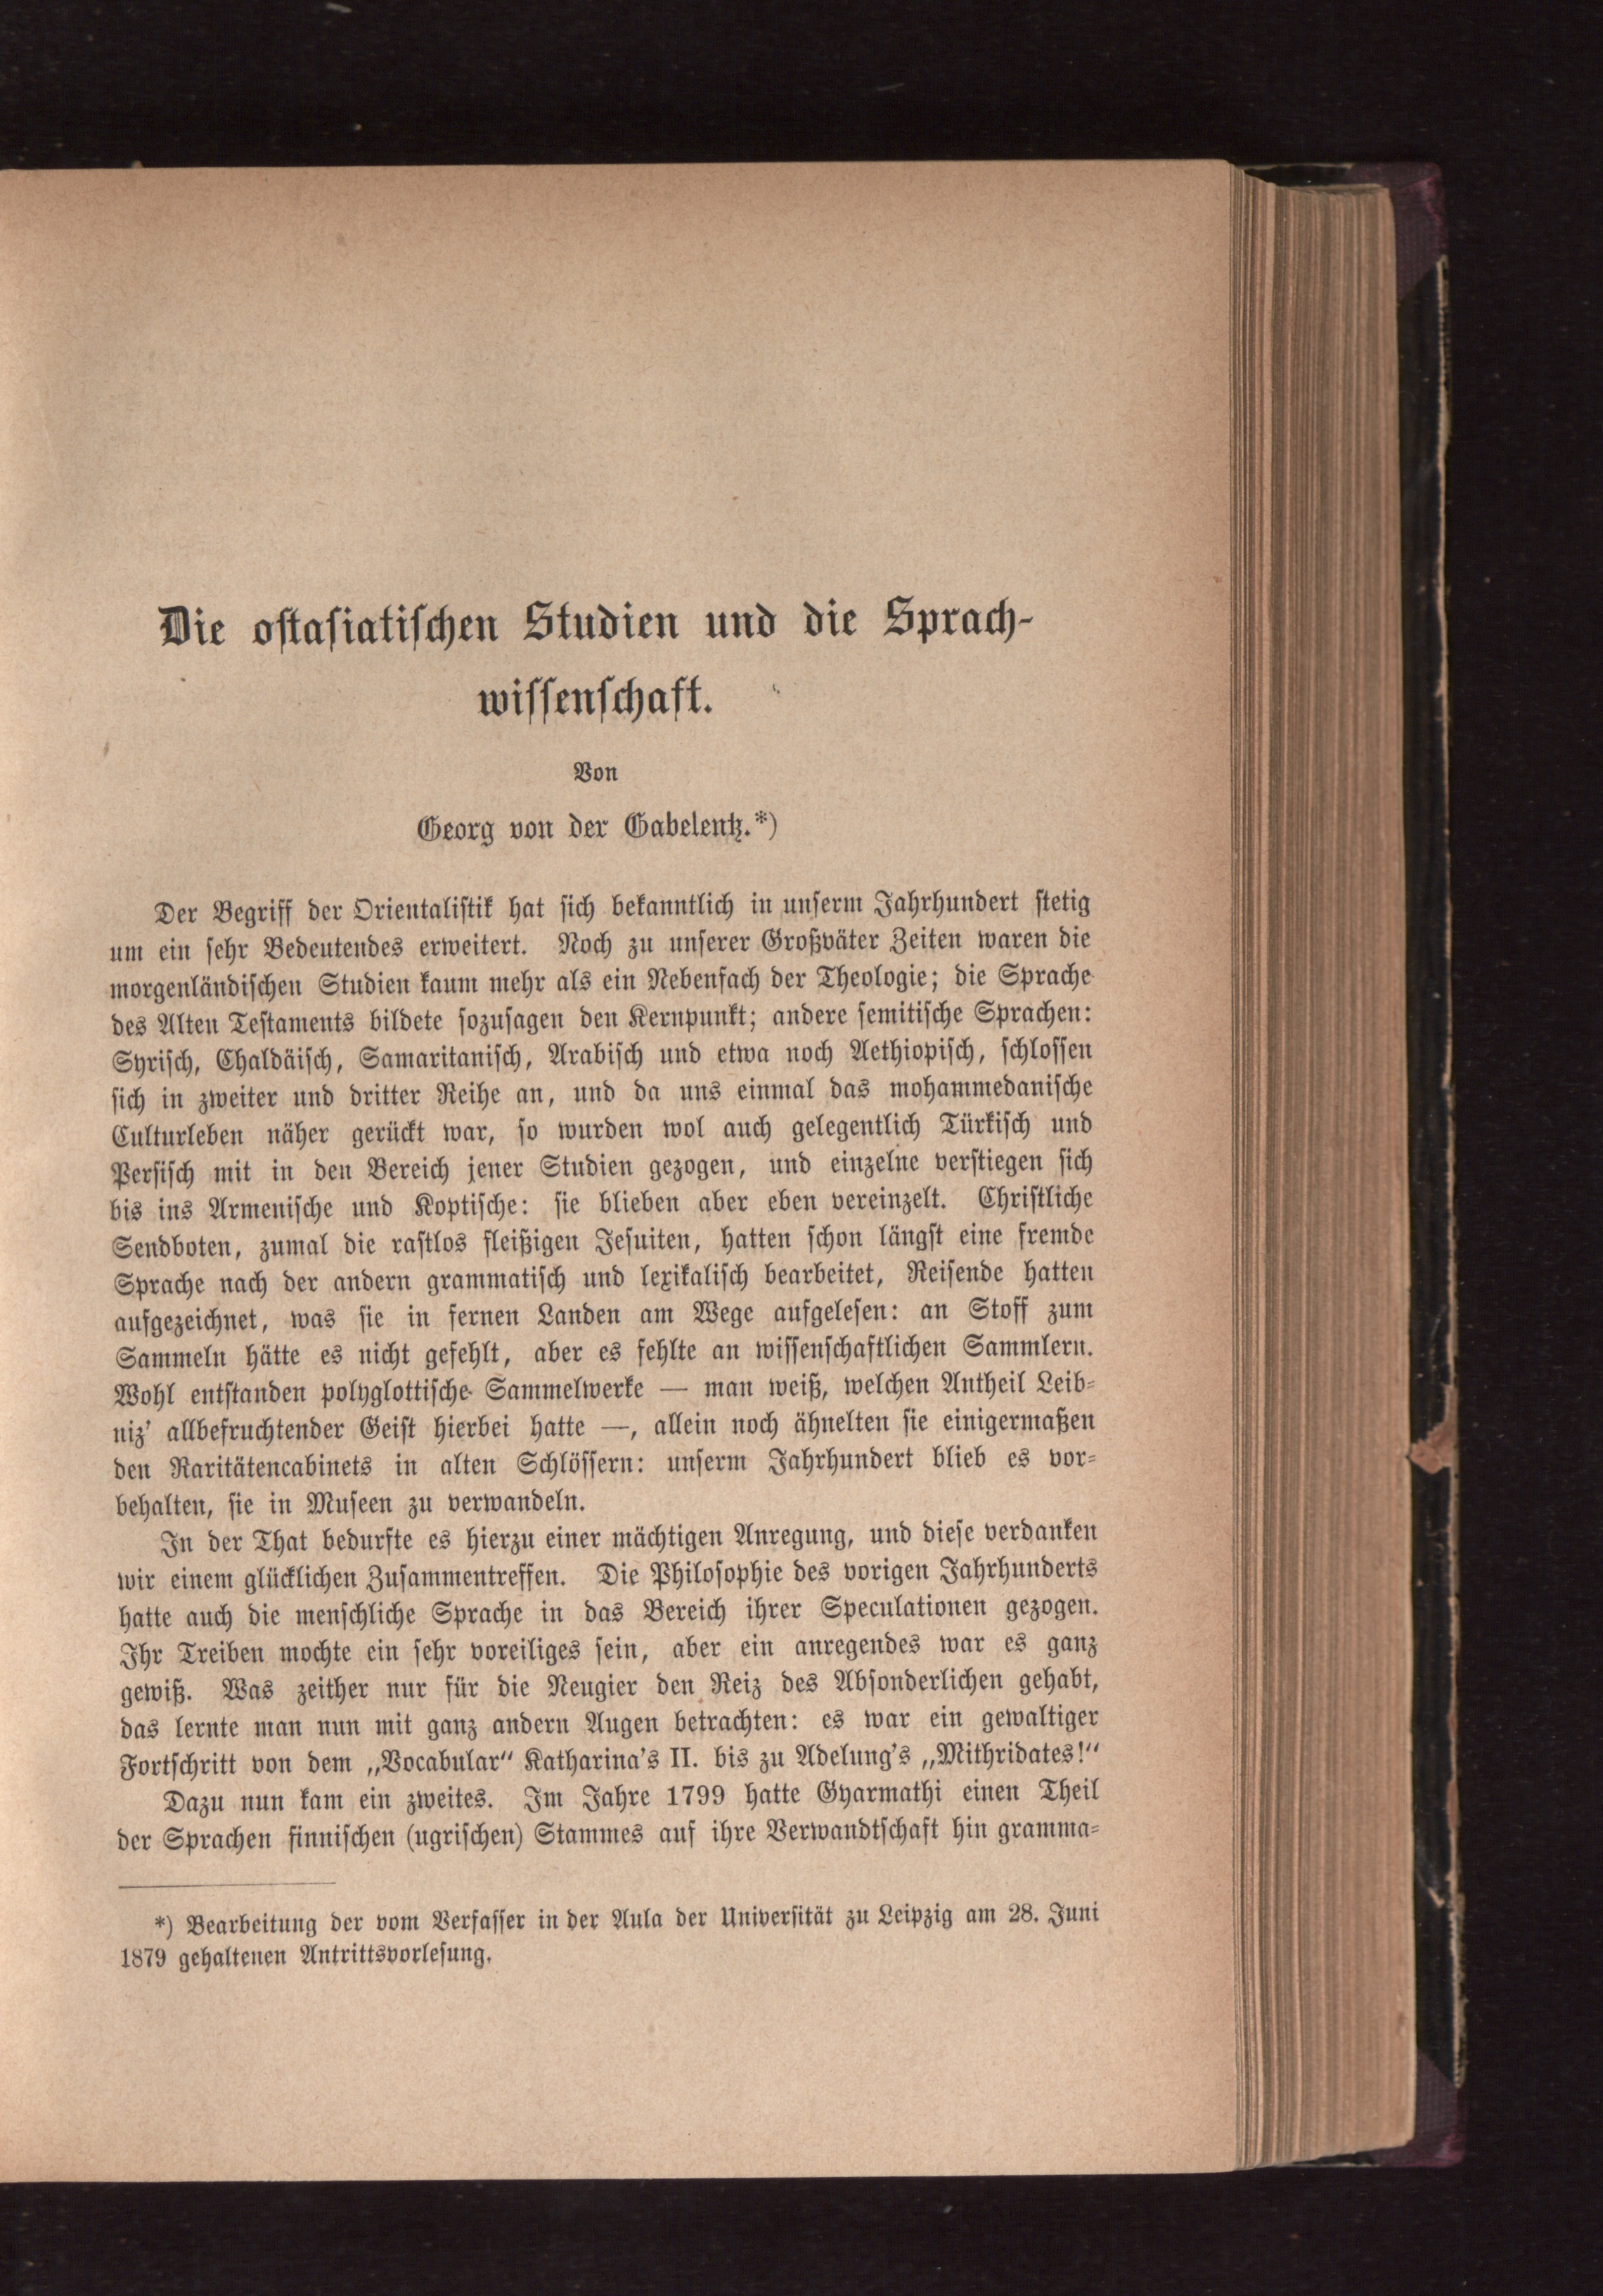 Die ostasiatischen Studien und die Sprach-
wissenschaft.
Von
Georg von der Gabelentz.*)
Der Begriff der Orientalistik hat sich bekanntlich in unserm Jahrhundert stetig
um ein sehr Bedeutendes erweitert. Noch zu unserer Großväter Zeiten waren die
morgenländischen Studien kaum mehr als ein Nebenfach der Theologie; die Sprache
des Alten Testaments bildete sozusagen den Kernpunkt; andere semitische Sprachen:
Syrisch, Chaldäisch, Samaritanisch, Arabisch und etwa noch Aethiopisch, schlossen
sich in zweiter und dritter Reihe an, und da uns einmal das mohammedanische
Culturleben näher gerückt war, so wurden wol auch gelegentlich Türkisch und
Persisch mit in den Bereich jener Studien gezogen, und einzelne verstiegen sich
bis ins Armenische und Koptische: sie blieben aber eben vereinzelt. Christliche
Sendboten, zumal die rastlos fleißigen Jesuiten, hatten schon längst eine fremde
Sprache nach der andern grammatisch und lexikalisch bearbeitet, Reisende hatten
aufgezeichnet, was sie in fernen Landen am Wege aufgelesen: an Stoff zum
Sammeln hätte es nicht gefehlt, aber es fehlte an wissenschaftlichen Sammlern.
Wohl entstanden polyglottische Sammelwerke — man weiß, welchen Antheil Leib-
niz' allbefruchtender Geist hierbei hatte —, allein noch ähnelten sie einigermaßen
den Raritätencabinets in alten Schlössern: unserm Jahrhundert blieb es vor-
behalten, sie in Museen zu verwandeln.
In der That bedurfte es hierzu einer mächtigen Anregung, und diese verdanken
wir einem glücklichen Zusammentreffen. Die Philosophie des vorigen Jahrhunderts
hatte auch die menschliche Sprache in das Bereich ihrer Speculationen gezogen.
Ihr Treiben mochte ein sehr voreiliges sein, aber ein anregendes war es ganz
gewiß. Was zeither nur für die Neugier den Reiz des Absonderlichen gehabt,
das lernte man nun mit ganz andern Augen betrachten: es war ein gewaltiger
Fortschritt von dem „Vocabular“ Katharina's II. bis zu Adelung's „Mithridates!“
Dazu nun kam ein zweites. Im Jahre 1799 hatte Gyarmathi einen Theil
der Sprachen finnischen (ugrischen) Stammes auf ihre Verwandtschaft hin gramma-
*) Bearbeitung der vom Verfasser in der Aula der Universität zu Leipzig am 28. Juni
1879 gehaltenen Antrittsvorlesung.